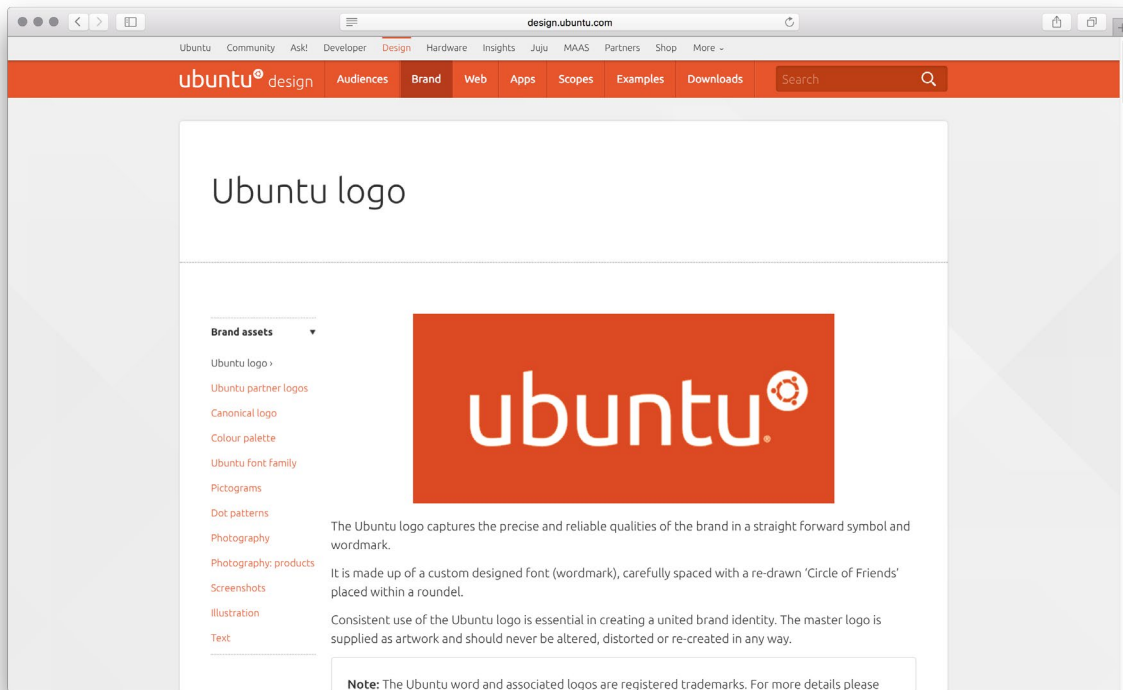 design.ubuntu.com
Ubuntu Community Ask! Developer Design Hardware Insights Juju MAAS Partners Shop More
ubuntu design Audiences Brand Web Apps Scopes Examples Downloads Search
Ubuntu logo
Brand assets
Ubuntu logo ›
Ubuntu partner logos
Canonical logo
Colour palette
Ubuntu font family
Pictograms
Dot patterns
Photography
Photography: products
Screenshots
Illustration
Text
ubuntu®
The Ubuntu logo captures the precise and reliable qualities of the brand in a straight forward symbol and
wordmark.
It is made up of a custom designed font (wordmark), carefully spaced with a re-drawn ‘Circle of Friends’
placed within a roundel.
Consistent use of the Ubuntu logo is essential in creating a united brand identity. The master logo is
supplied as artwork and should never be altered, distorted or re-created in any way.
Note: The Ubuntu word and associated logos are registered trademarks. For more details please